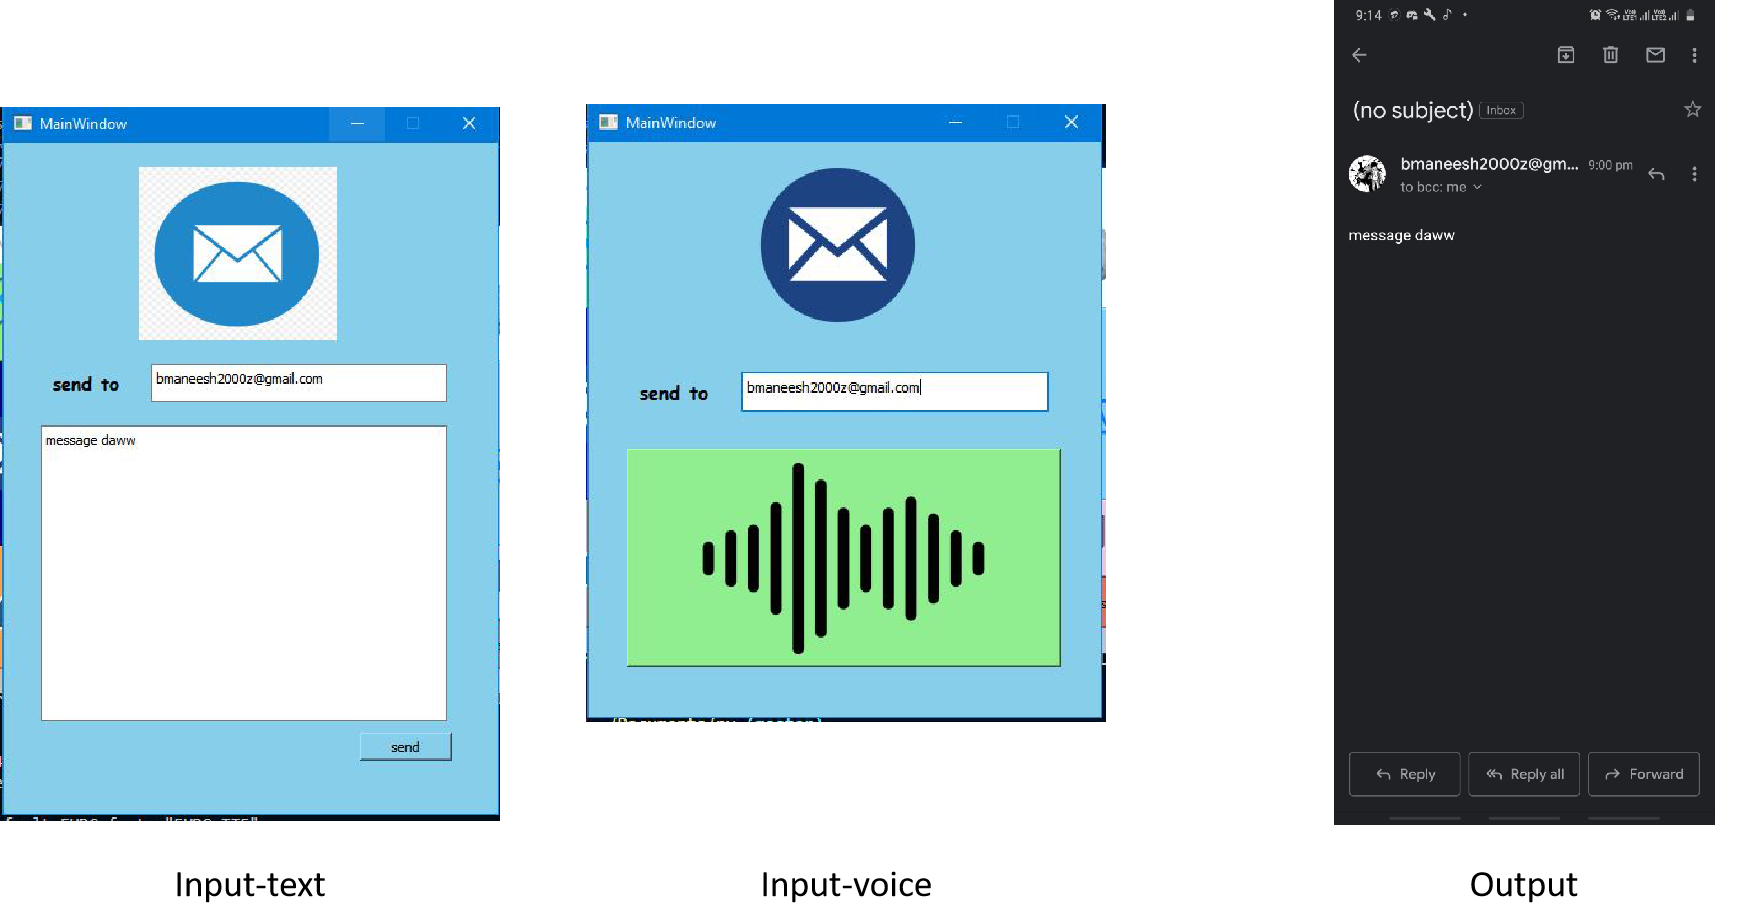 MainWindow
send to
bmaneesh2000z@gmail.com
message daww
send
Input-text
MainWindow
send to
bmaneesh2000z@gmail.com
Input-voice
9:14
(no subject)
Inbox
bmaneesh2000z@gm...
9:00 pm
to bcc: me
message daww
Reply
Reply all
Forward
Output